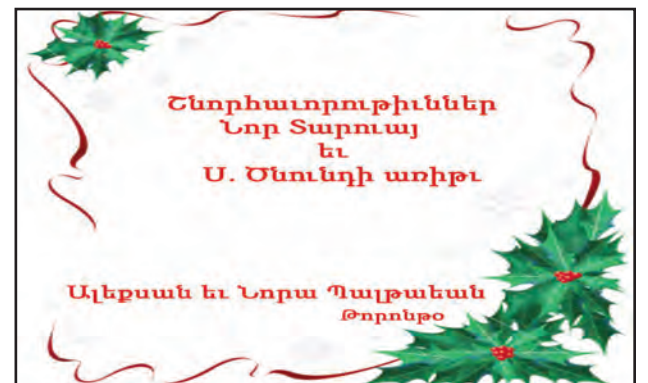 Շնորհաւորութիւններ
Նոր Տարուայ
եւ
Ս. Ծնունդի առիթւ
Ալեքսան եւ Նորա Պալթաեան
Թորոնթօ